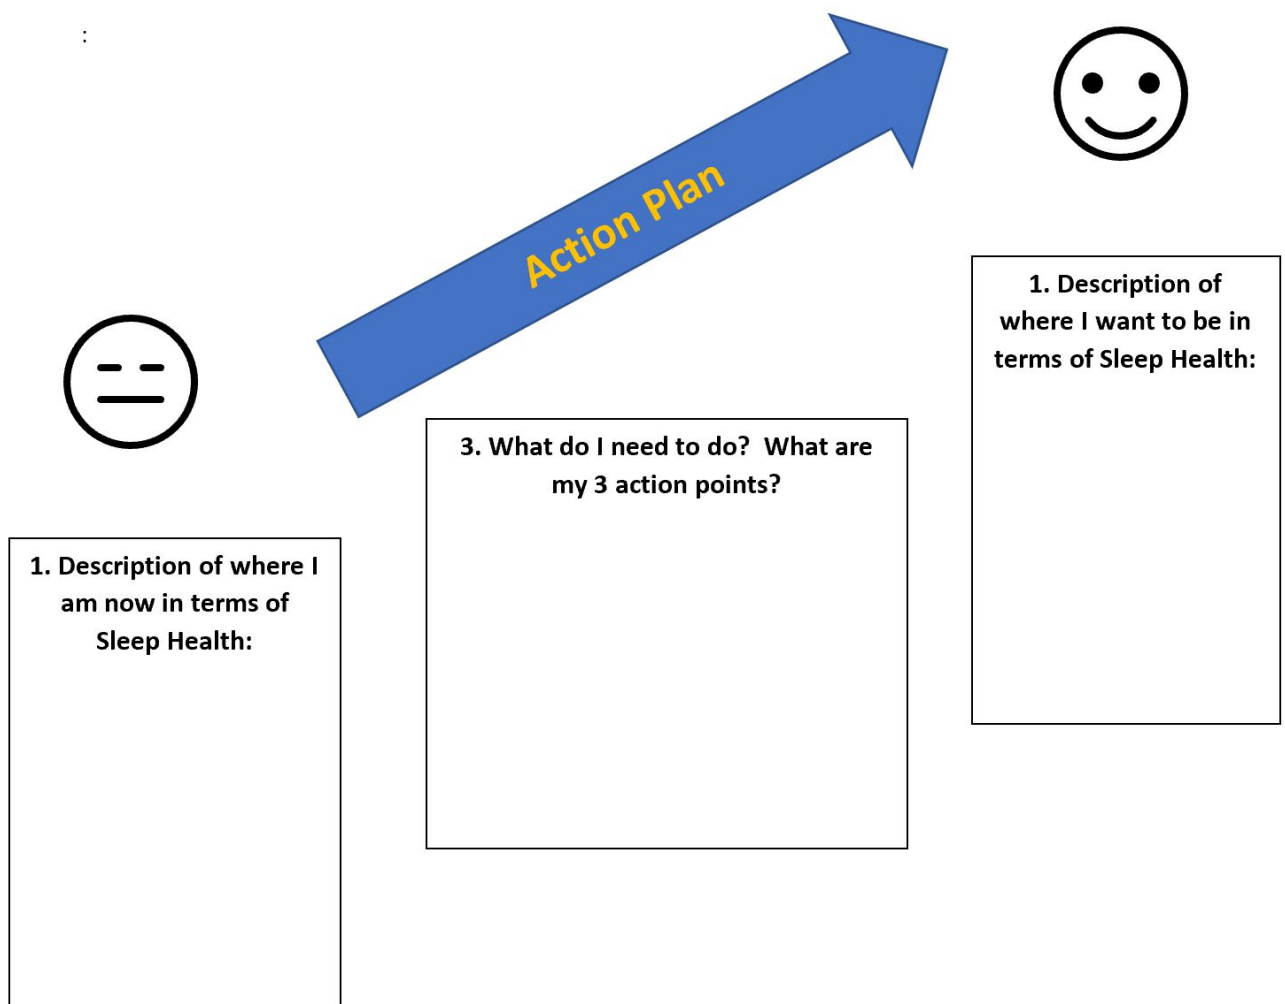 :
Action Plan
1. Description of
where I want to be in
terms of Sleep Health:
3. What do I need to do?  What are
my 3 action points?
1. Description of where I
am now in terms of
Sleep Health: